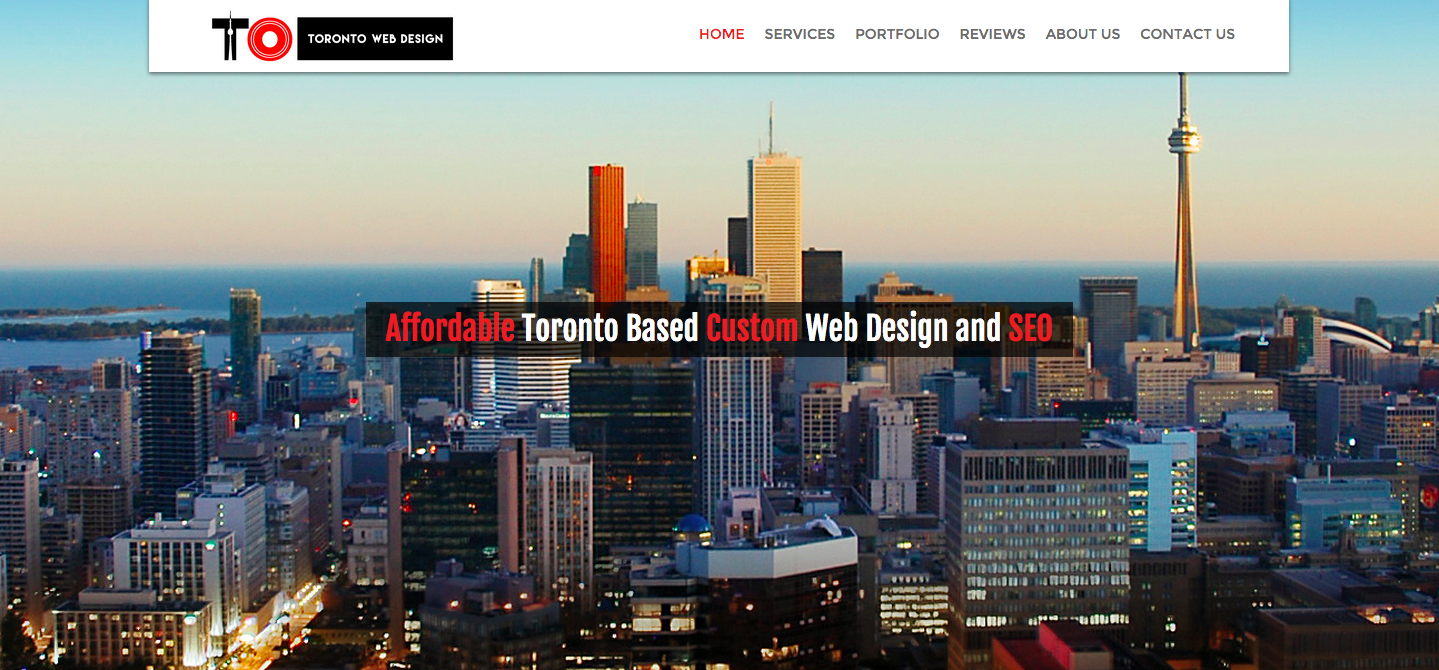 TO TORONTO WEB DESIGN
HOME SERVICES PORTFOLIO REVIEWS ABOUT US CONTACT US
Affordable Toronto Based Custom Web Design and SEO